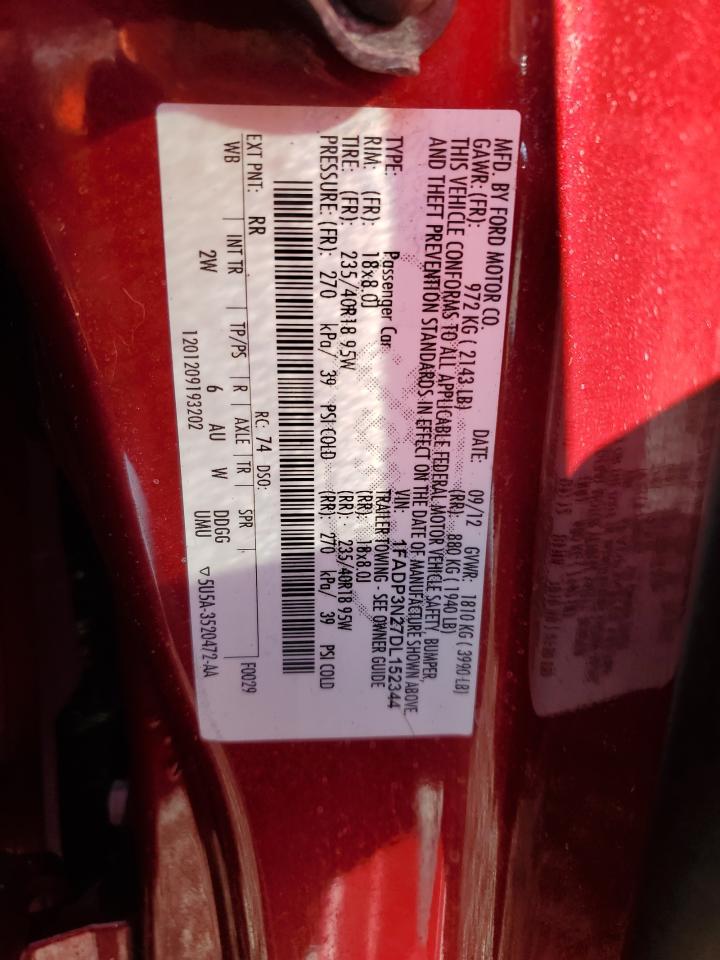 MFD. BY FORD MOTOR CO. DATE: 09/12 GVWR: 1810 KG ( 3990 LB)
GAWR: (FR): 972 KG ( 2143 LB) (RR): 880 KG ( 1940 LB)
THIS VEHICLE CONFORMS TO ALL APPLICABLE FEDERAL MOTOR VEHICLE SAFETY, BUMPER,
AND THEFT PREVENTION STANDARDS IN EFFECT ON THE DATE OF MANUFACTURE SHOWN ABOVE
VIN: 1FADP3N27DL152344
TYPE: Passenger Car TRAILER TOWING - SEE OWNER GUIDE
RIM: (FR): 18x8.0J (RR): 18x8.0J
TIRE: (FR): 235/40R18 95W (RR): 235/40R18 95W
PRESSURE: (FR): 270 kPa/ 39 PSI COLD (RR): 270 kPa/ 39 PSI COLD
EXT PNT: RR RC: 74 DSO: F0029
WB INT TR TP/PS R AXLE TR SPR
2W 6 AU W DDGG
1201209193202 UMU ▽5U5A-3520472-AA